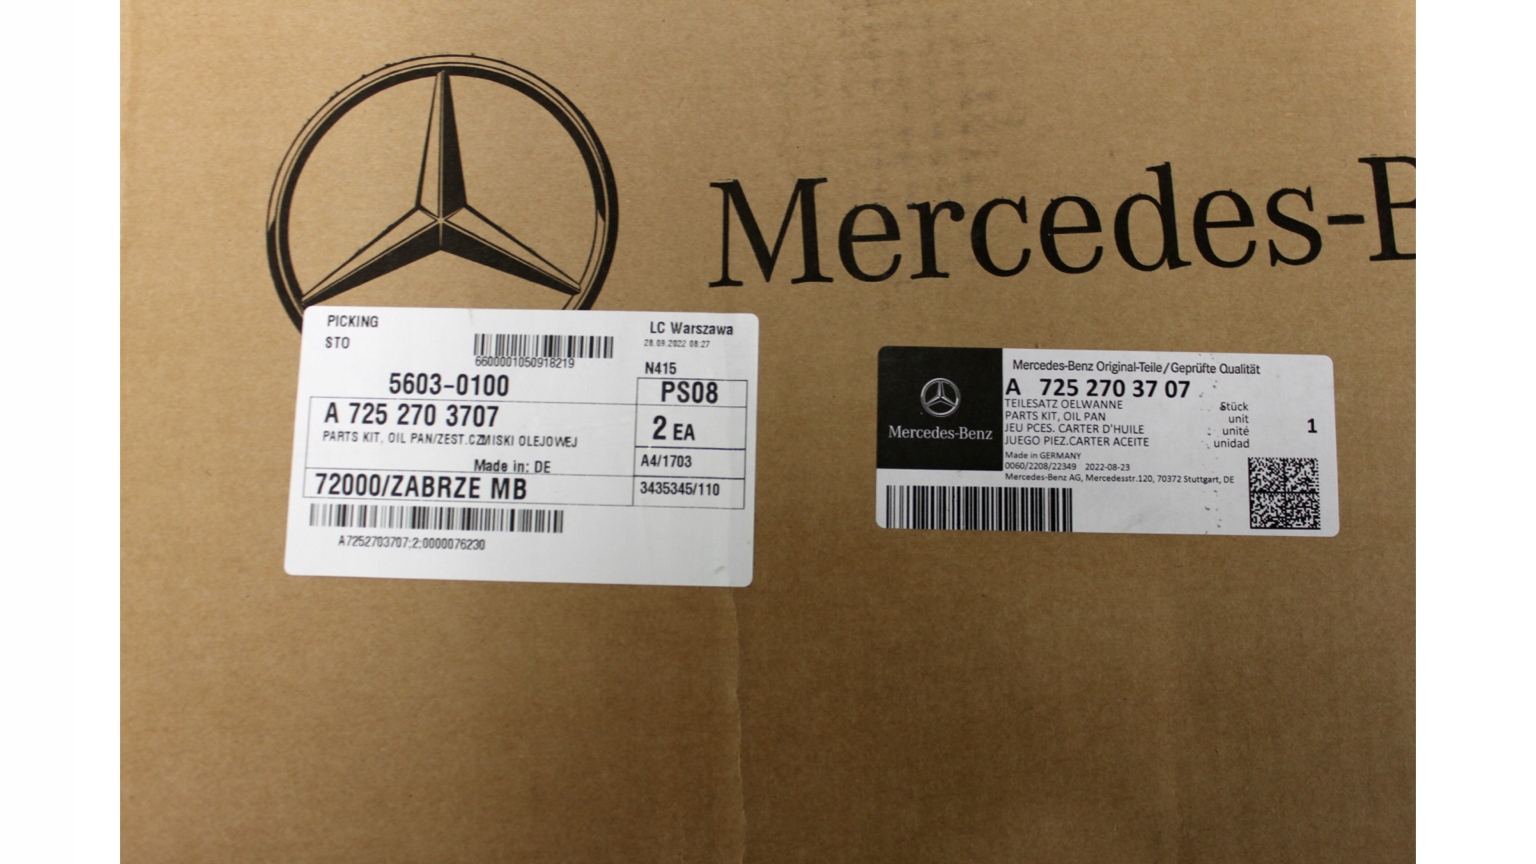 Mercedes-B
PICKING
STO
LC Warszawa
28.09.2022 08:27
6600001050918219
N415
5603-0100
PS08
A 725 270 3707
2 EA
PARTS KIT, OIL PAN/ZEST.CZMISKI OLEJOWEJ
Made in: DE
A4/1703
72000/ZABRZE MB
3435345/110
A7252703707;2;0000076230
Mercedes-Benz
Mercedes-Benz Original-Teile/Geprüfte Qualität
A 725 270 37 07
TEILESATZ OELWANNE
PARTS KIT, OIL PAN
JEU PCES. CARTER D'HUILE
JUEGO PIEZ.CARTER ACEITE
Stück
unit
unité
unidad
1
Made in GERMANY
0060/2208/22349 2022-08-23
Mercedes-Benz AG, Mercedesstr.120, 70372 Stuttgart, DE